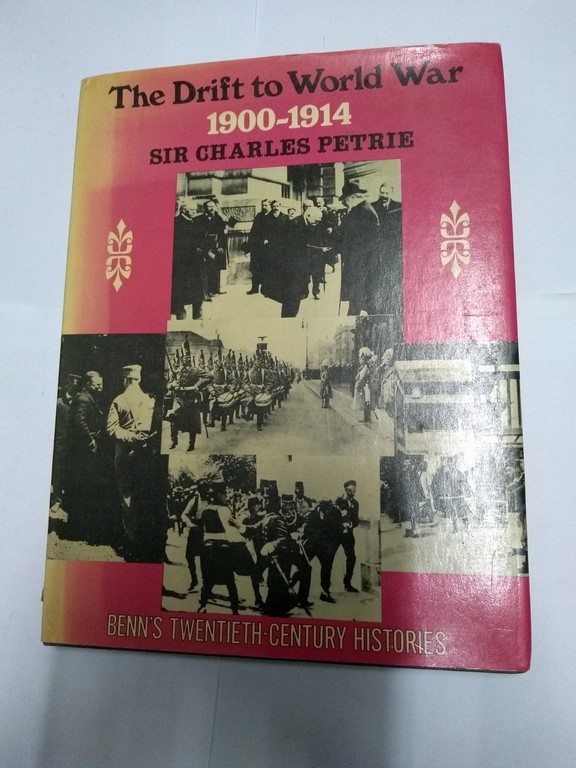 The Drift to World War
1900-1914
SIR CHARLES PETRIE
BENN'S TWENTIETH-CENTURY HISTORIES